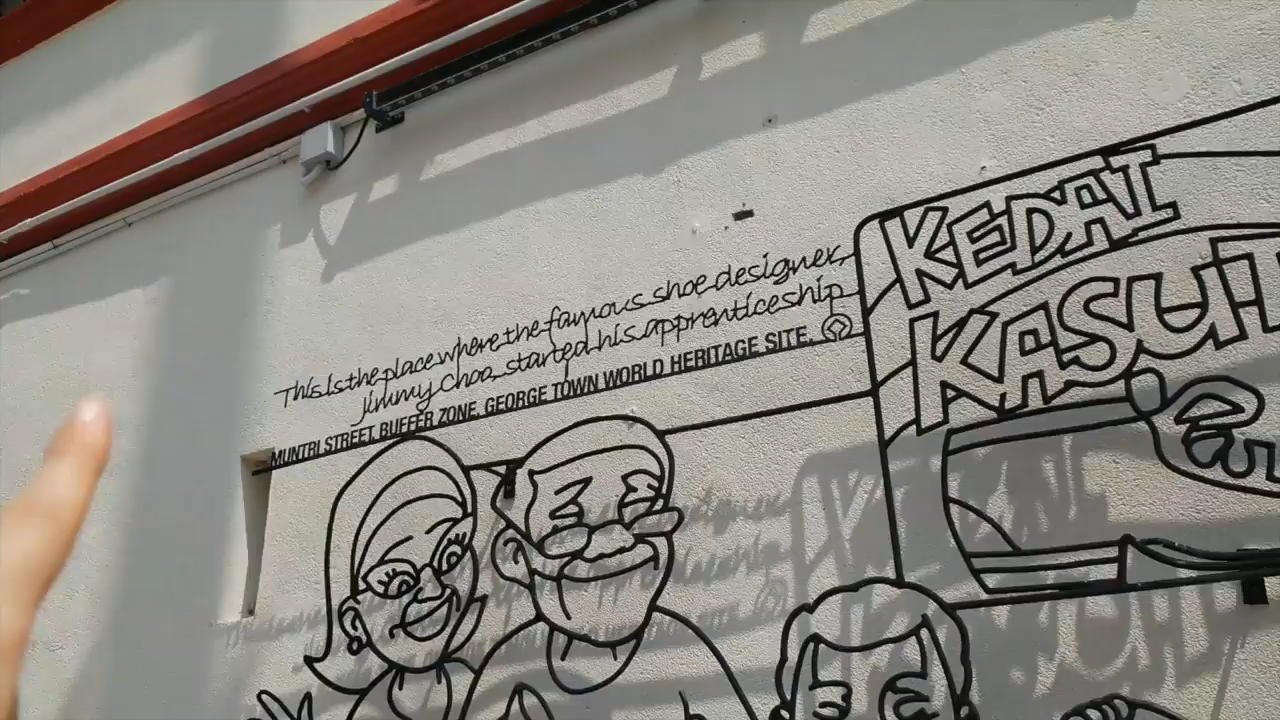 This is the place where the famous shoe designer,
jimmy choo, started his apprenticeship
MUNTRI STREET, BUFFER ZONE, GEORGE TOWN WORLD HERITAGE SITE.
KEDAI
KASUT